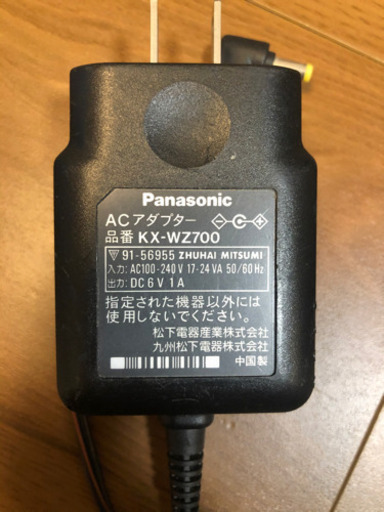 Panasonic
ACアダプター
品番 KX-WZ700
91-56955 ZHUHAI MITSUMI
入力: AC100-240V 17-24VA 50/60Hz
出力: DC6V 1A
指定された機器以外には
使用しないでください。
松下電器産業株式会社
九州松下電器株式会社
中国製